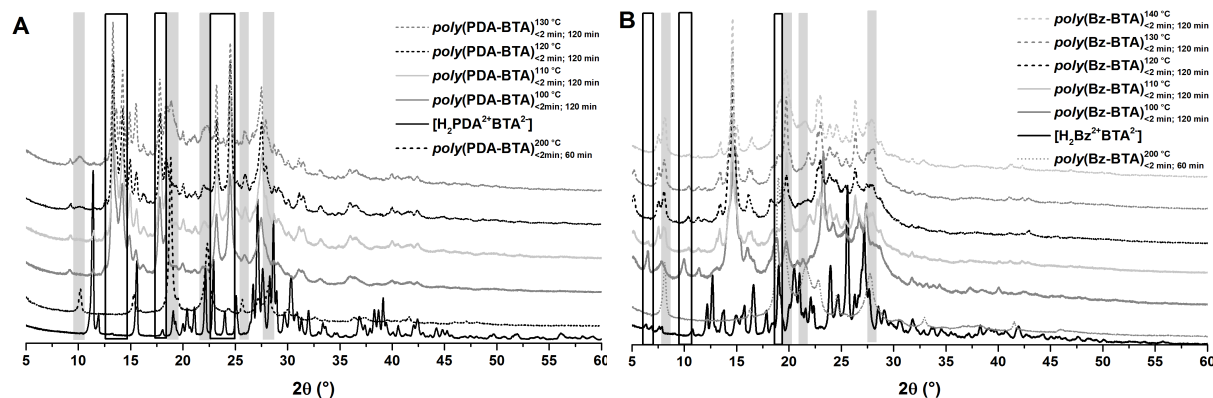 A
poly(PDA-BTA)130 °C <2 min; 120 min
poly(PDA-BTA)120 °C <2 min; 120 min
poly(PDA-BTA)110 °C <2 min; 120 min
poly(PDA-BTA)100 °C <2min; 120 min
[H2PDA2+BTA2-]
poly(PDA-BTA)200 °C <2min; 60 min
5 10 15 20 25 30 35 40 45 50 55 60
2θ (°)
B
poly(Bz-BTA)140 °C <2 min; 120 min
poly(Bz-BTA)130 °C <2 min; 120 min
poly(Bz-BTA)120 °C <2 min; 120 min
poly(Bz-BTA)110 °C <2 min; 120 min
poly(Bz-BTA)100 °C <2 min; 120 min
[H2Bz2+BTA2-]
poly(Bz-BTA)200 °C <2 min; 60 min
5 10 15 20 25 30 35 40 45 50 55 60
2θ (°)